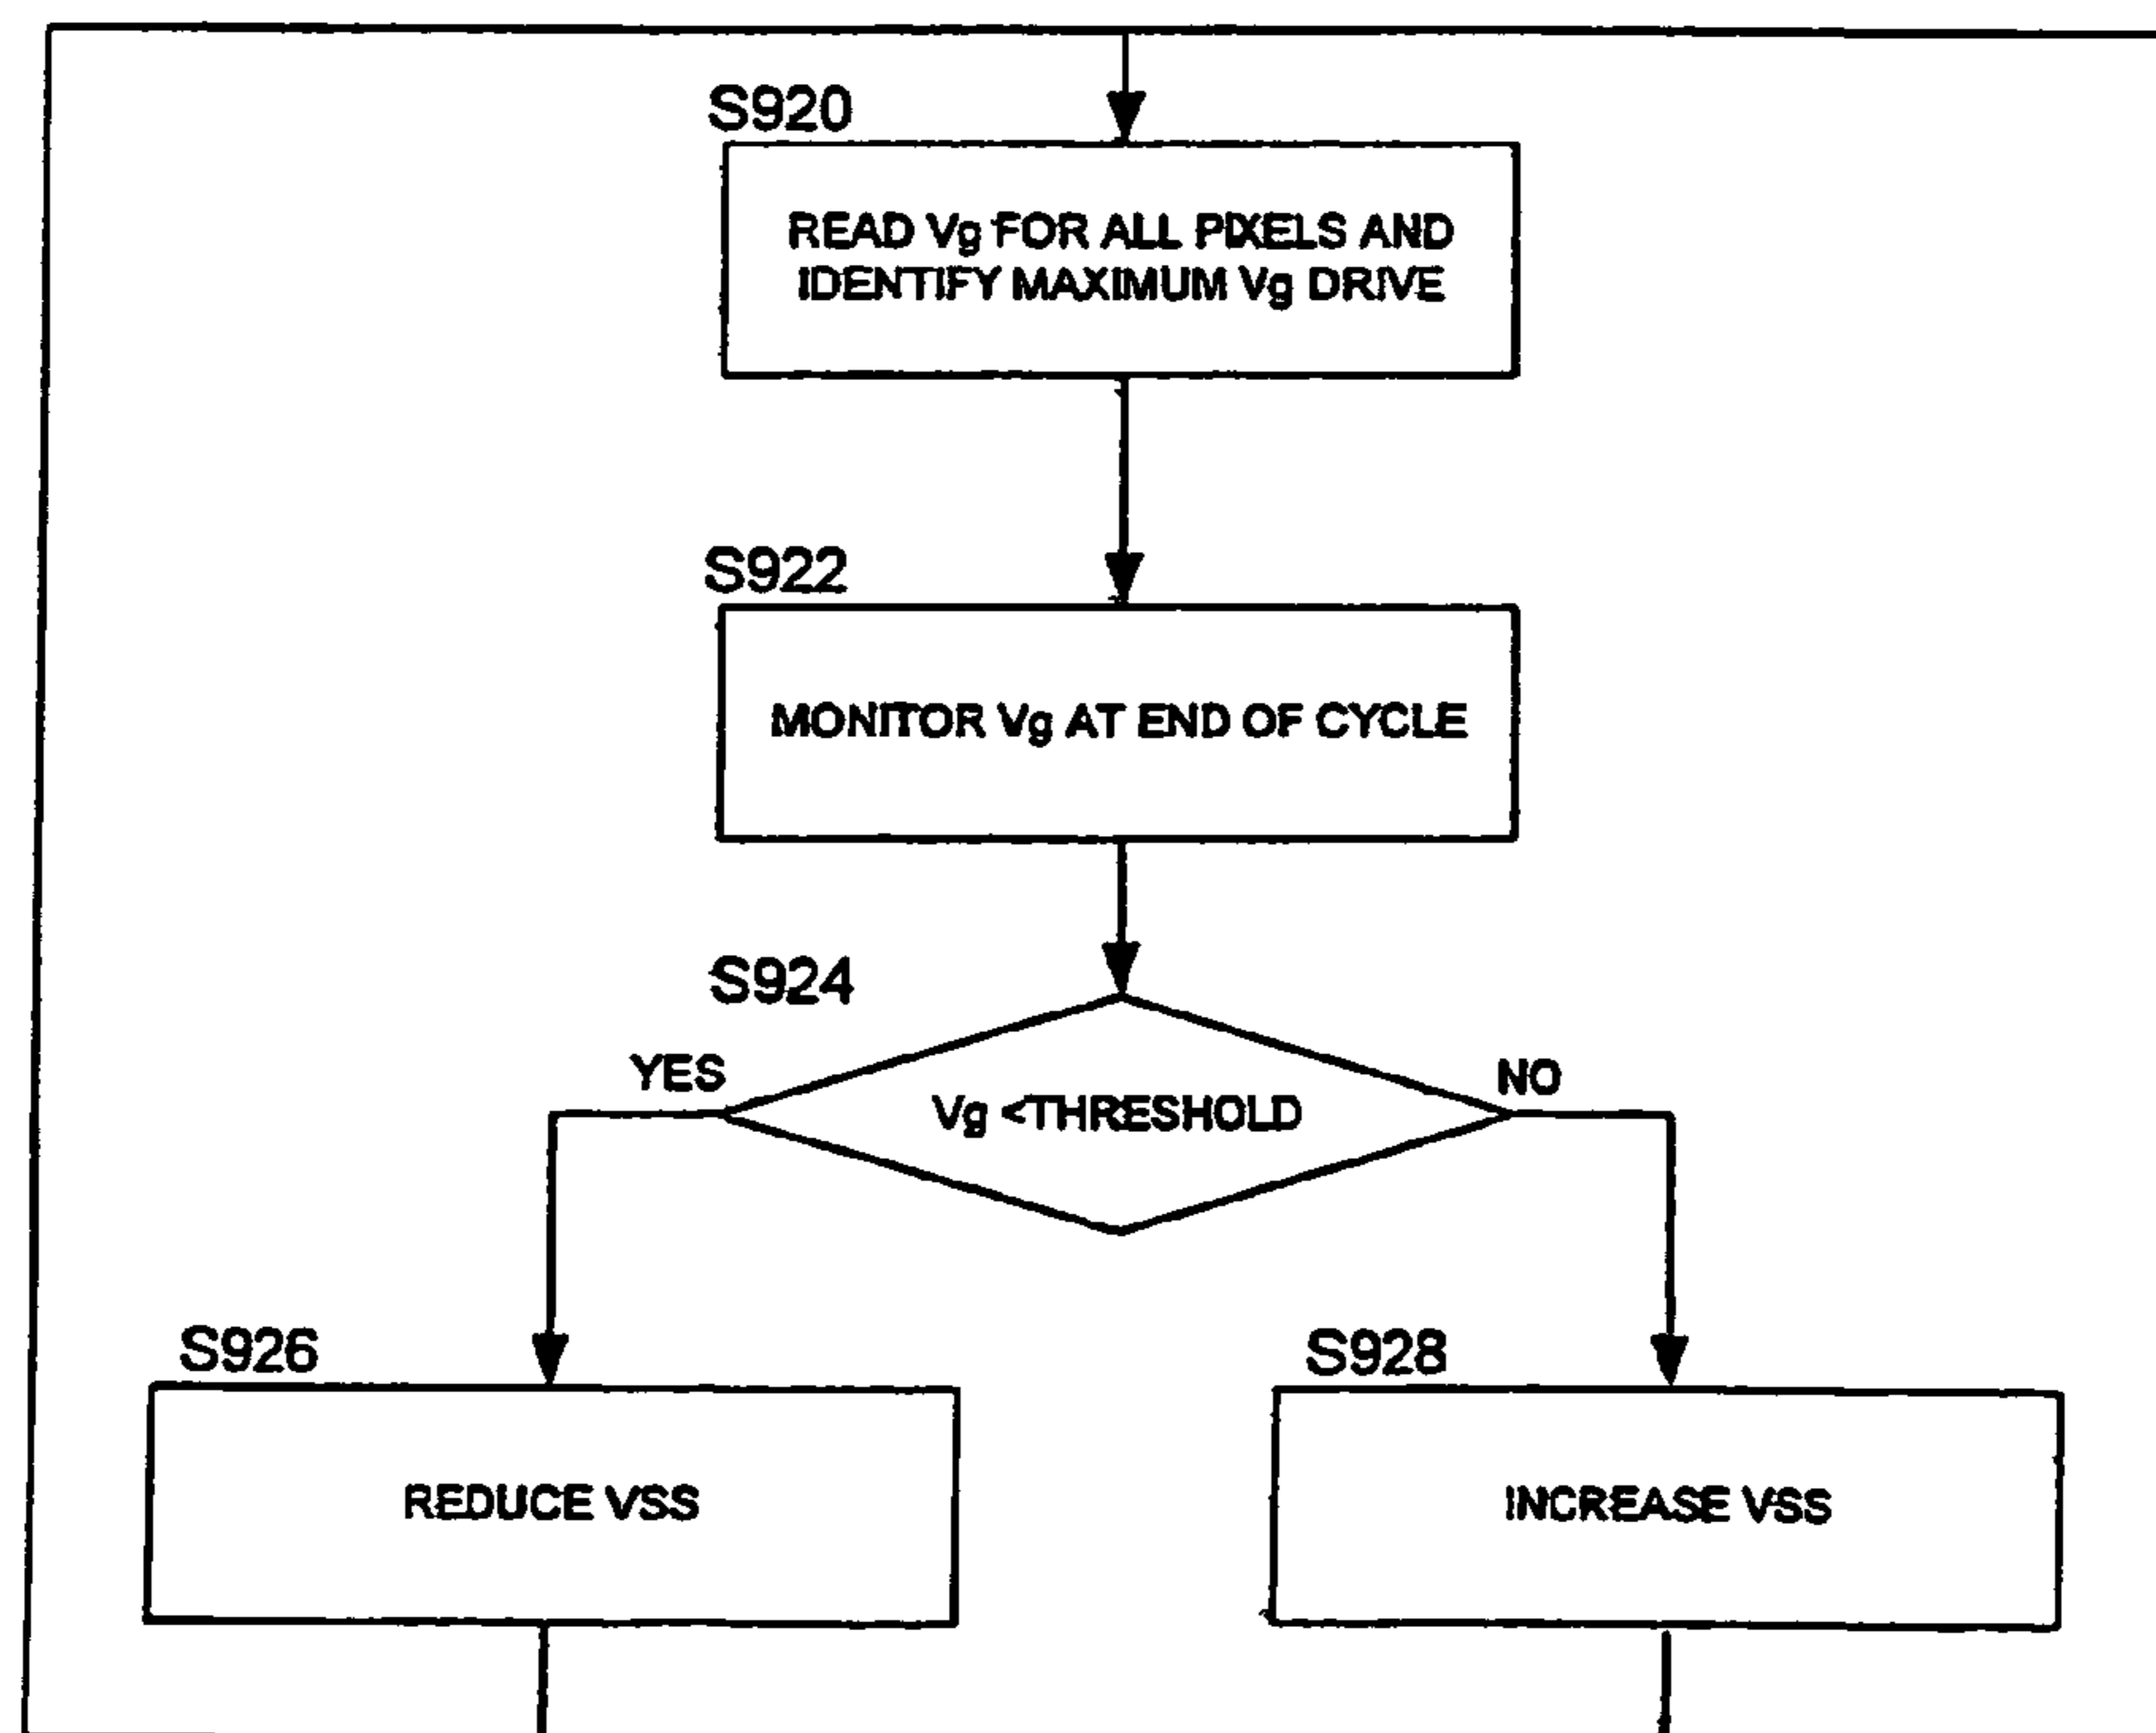 S920
READ Vg FOR ALL PIXELS AND
IDENTIFY MAXIMUM Vg DRIVE
S922
MONITOR Vg AT END OF CYCLE
S924
YES
Vg <THRESHOLD
NO
S926
REDUCE VSS
S928
INCREASE VSS